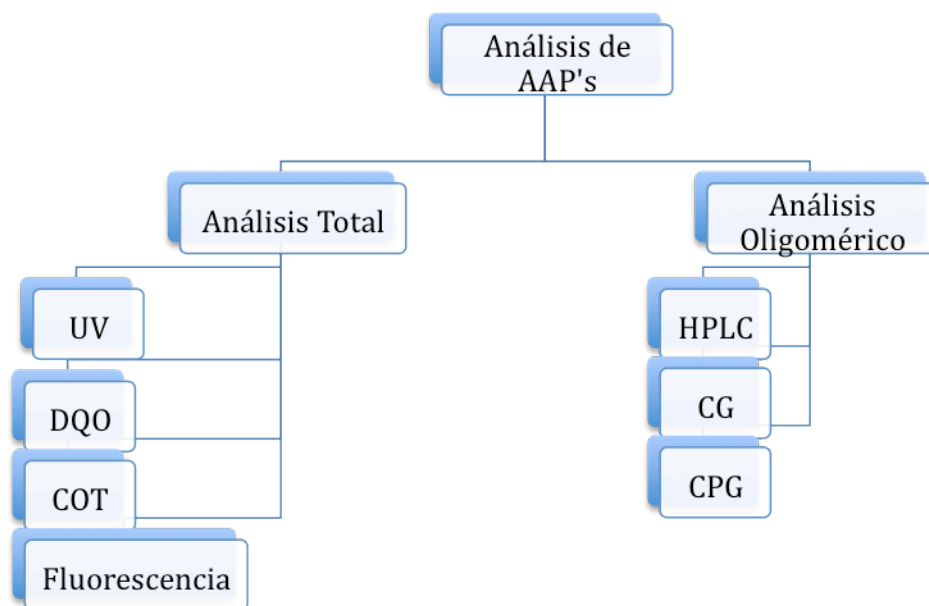 Análisis de
AAP's
Análisis Total
UV
DQO
COT
Fluorescencia
Análisis
Oligomérico
HPLC
CG
CPG